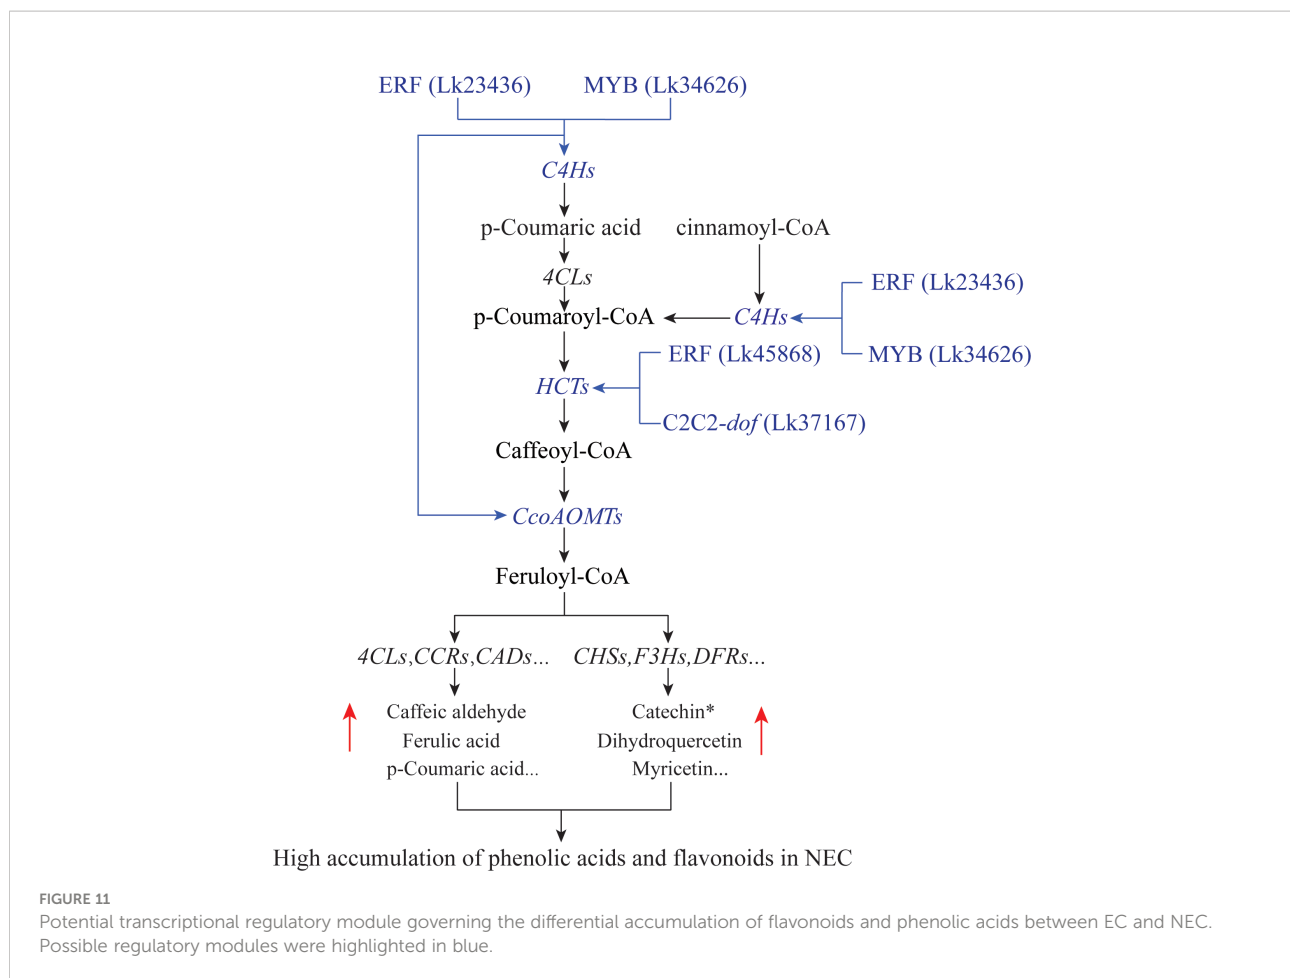 ERF (Lk23436) MYB (Lk34626)
C4Hs
p-Coumaric acid cinnamoyl-CoA
4CLs
ERF (Lk23436)
p-Coumaroyl-CoA C4Hs
ERF (Lk45868) MYB (Lk34626)
HCTs
C2C2-dof (Lk37167)
Caffeoyl-CoA
CcoAOMTs
Feruloyl-CoA
4CLs,CCRs,CADs... CHSs,F3Hs,DFRs...
Caffeic aldehyde Catechin*
Ferulic acid Dihydroquercetin
p-Coumaric acid... Myricetin...
High accumulation of phenolic acids and flavonoids in NEC
FIGURE 11
Potential transcriptional regulatory module governing the differential accumulation of flavonoids and phenolic acids between EC and NEC.
Possible regulatory modules were highlighted in blue.